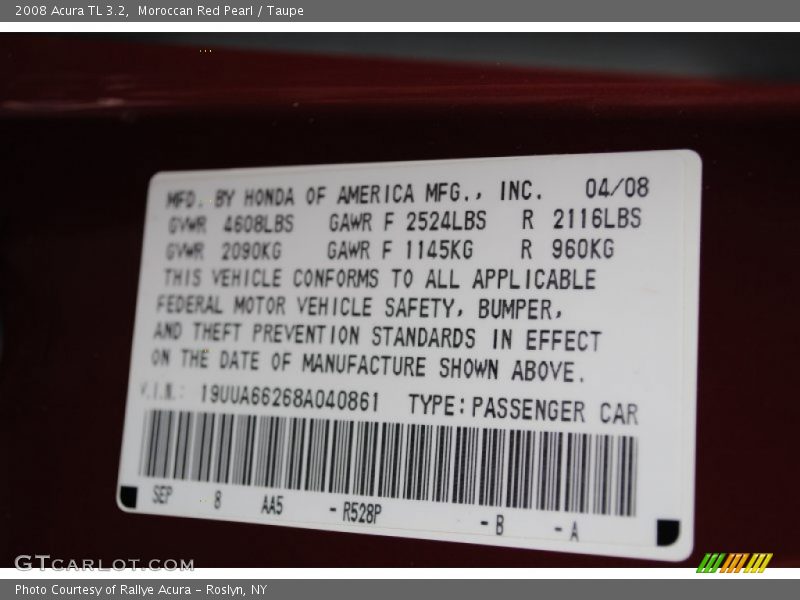 2008 Acura TL 3.2, Moroccan Red Pearl / Taupe
MFD. BY HONDA OF AMERICA MFG., INC. 04/08
GVWR 4608LBS GAWR F 2524LBS R 2116LBS
GVWR 2090KG GAWR F 1145KG R 960KG
THIS VEHICLE CONFORMS TO ALL APPLICABLE
FEDERAL MOTOR VEHICLE SAFETY, BUMPER,
AND THEFT PREVENTION STANDARDS IN EFFECT
ON THE DATE OF MANUFACTURE SHOWN ABOVE.
V.I.N.: 19UUA66268A040861 TYPE:PASSENGER CAR
SEP 8 AA5 -R528P -B -A
GTCARLOT.COM
Photo Courtesy of Rallye Acura - Roslyn, NY